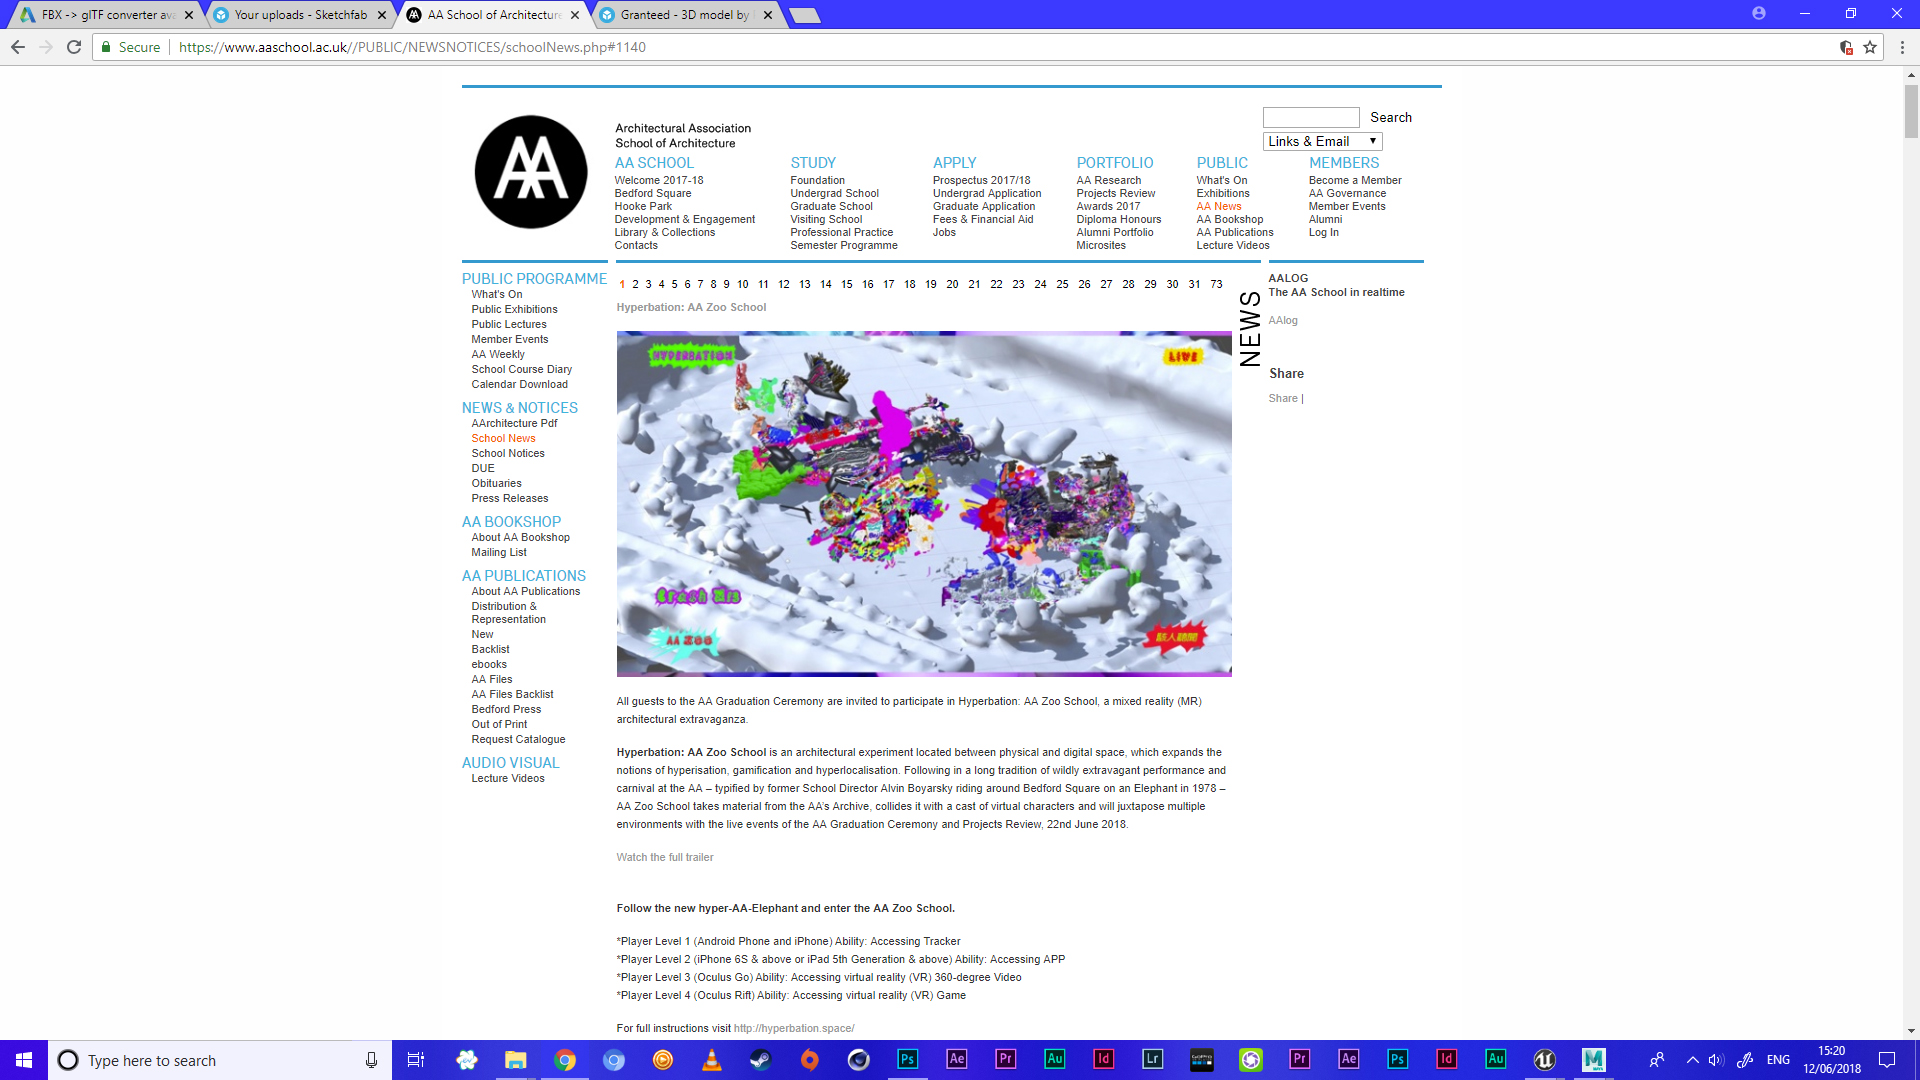 FBX -> glTF converter ava
Your uploads - Sketchfab
AA School of Architecture
Granteed - 3D model by
Secure
https://www.aaschool.ac.uk//PUBLIC/NEWSNOTICES/schoolNews.php#1140
AA
Architectural Association
School of Architecture
Search
Links & Email
AA SCHOOL
Welcome 2017-18
Bedford Square
Hooke Park
Development & Engagement
Library & Collections
Contacts
STUDY
Foundation
Undergrad School
Graduate School
Visiting School
Professional Practice
Semester Programme
APPLY
Prospectus 2017/18
Undergrad Application
Graduate Application
Fees & Financial Aid
Jobs
PORTFOLIO
AA Research
Projects Review
Awards 2017
Diploma Honours
Alumni Portfolio
Microsites
PUBLIC
What's On
Exhibitions
AA News
AA Bookshop
AA Publications
Lecture Videos
MEMBERS
Become a Member
AA Governance
Member Events
Alumni
Log In
PUBLIC PROGRAMME
What's On
Public Exhibitions
Public Lectures
Member Events
AA Weekly
School Course Diary
Calendar Download
NEWS & NOTICES
AArchitecture Pdf
School News
School Notices
DUE
Obituaries
Press Releases
AA BOOKSHOP
About AA Bookshop
Mailing List
AA PUBLICATIONS
About AA Publications
Distribution &
Representation
New
Backlist
ebooks
AA Files
AA Files Backlist
Bedford Press
Out of Print
Request Catalogue
AUDIO VISUAL
Lecture Videos
1 2 3 4 5 6 7 8 9 10 11 12 13 14 15 16 17 18 19 20 21 22 23 24 25 26 27 28 29 30 31 73
Hyperbation: AA Zoo School
NEWS
HYPERBATION
LIVE
AA ZOO
All guests to the AA Graduation Ceremony are invited to participate in Hyperbation: AA Zoo School, a mixed reality (MR)
architectural extravaganza.
Hyperbation: AA Zoo School is an architectural experiment located between physical and digital space, which expands the
notions of hyperisation, gamification and hyperlocalisation. Following in a long tradition of wildly extravagant performance and
carnival at the AA – typified by former School Director Alvin Boyarsky riding around Bedford Square on an Elephant in 1978 –
AA Zoo School takes material from the AA's Archive, collides it with a cast of virtual characters and will juxtapose multiple
environments with the live events of the AA Graduation Ceremony and Projects Review, 22nd June 2018.
Watch the full trailer
Follow the new hyper-AA-Elephant and enter the AA Zoo School.
*Player Level 1 (Android Phone and iPhone) Ability: Accessing Tracker
*Player Level 2 (iPhone 6S & above or iPad 5th Generation & above) Ability: Accessing APP
*Player Level 3 (Oculus Go) Ability: Accessing virtual reality (VR) 360-degree Video
*Player Level 4 (Oculus Rift) Ability: Accessing virtual reality (VR) Game
For full instructions visit http://hyperbation.space/
AALOG
The AA School in realtime
AAlog
Share
Share |
Type here to search
Ps Ae Pr Au Id Lr GoPro Pr Ae Ps Id Au M
ENG
15:20
12/06/2018